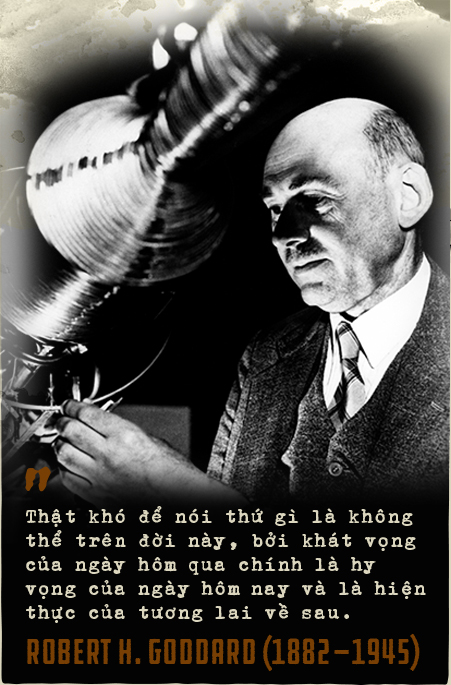 "
Thật khó để nói thứ gì là không
thể trên đời này, bởi khát vọng
của ngày hôm qua chính là hy
vọng của ngày hôm nay và là hiện
thực của tương lai về sau.
ROBERT H. GODDARD (1882–1945)